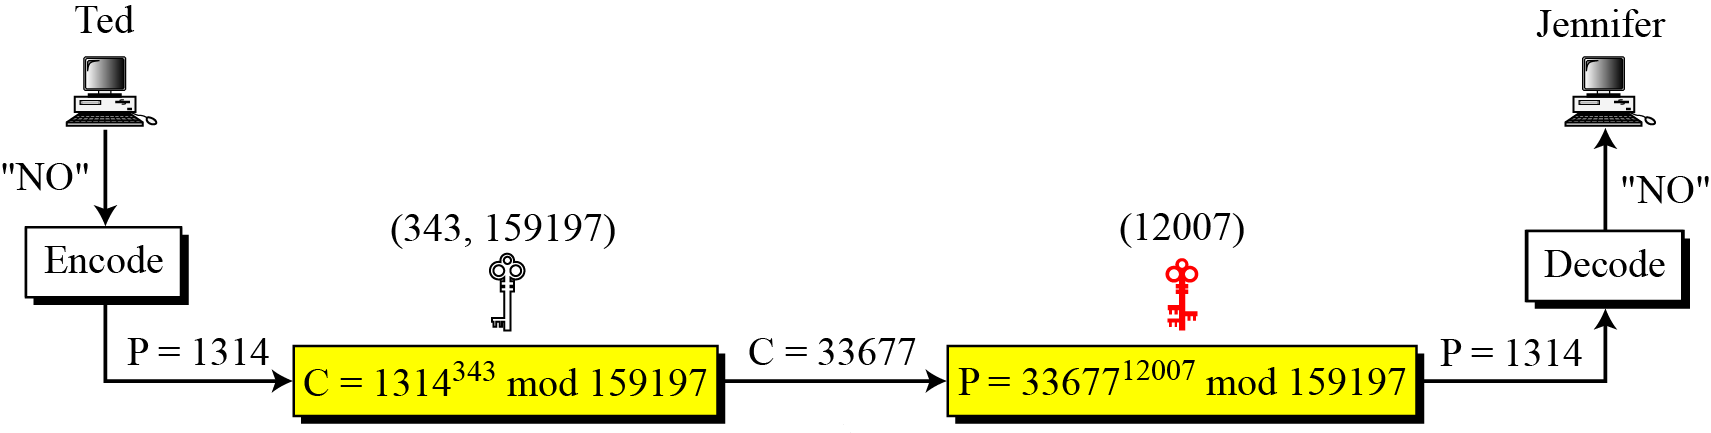 Ted
Jennifer
"NO"
"NO"
(343, 159197)
(12007)
Encode
Decode
P = 1314
C = 33677
P = 1314
C = 1314³⁴³ mod 159197
P = 33677¹²⁰⁰⁷ mod 159197